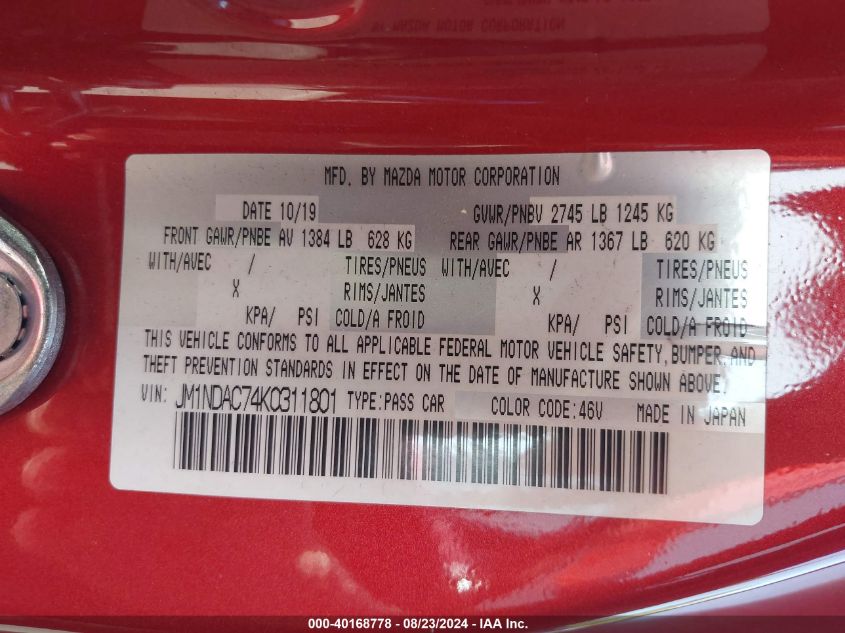 MFD. BY MAZDA MOTOR CORPORATION
DATE 10/19 GVWR/PNBV 2745 LB 1245 KG
FRONT GAWR/PNBE AV 1384 LB 628 KG REAR GAWR/PNBE AR 1367 LB 620 KG
WITH/AVEC / TIRES/PNEUS WITH/AVEC / TIRES/PNEUS
X RIMS/JANTES X RIMS/JANTES
KPA/ PSI COLD/A FROID KPA/ PSI COLD/A FROID
THIS VEHICLE CONFORMS TO ALL APPLICABLE FEDERAL MOTOR VEHICLE SAFETY, BUMPER, AND
THEFT PREVENTION STANDARDS IN EFFECT ON THE DATE OF MANUFACTURE SHOWN ABOVE.
VIN: JM1NDAC74K0311801 TYPE:PASS CAR COLOR CODE:46V MADE IN JAPAN
000-40168778 - 08/23/2024 - IAA Inc.